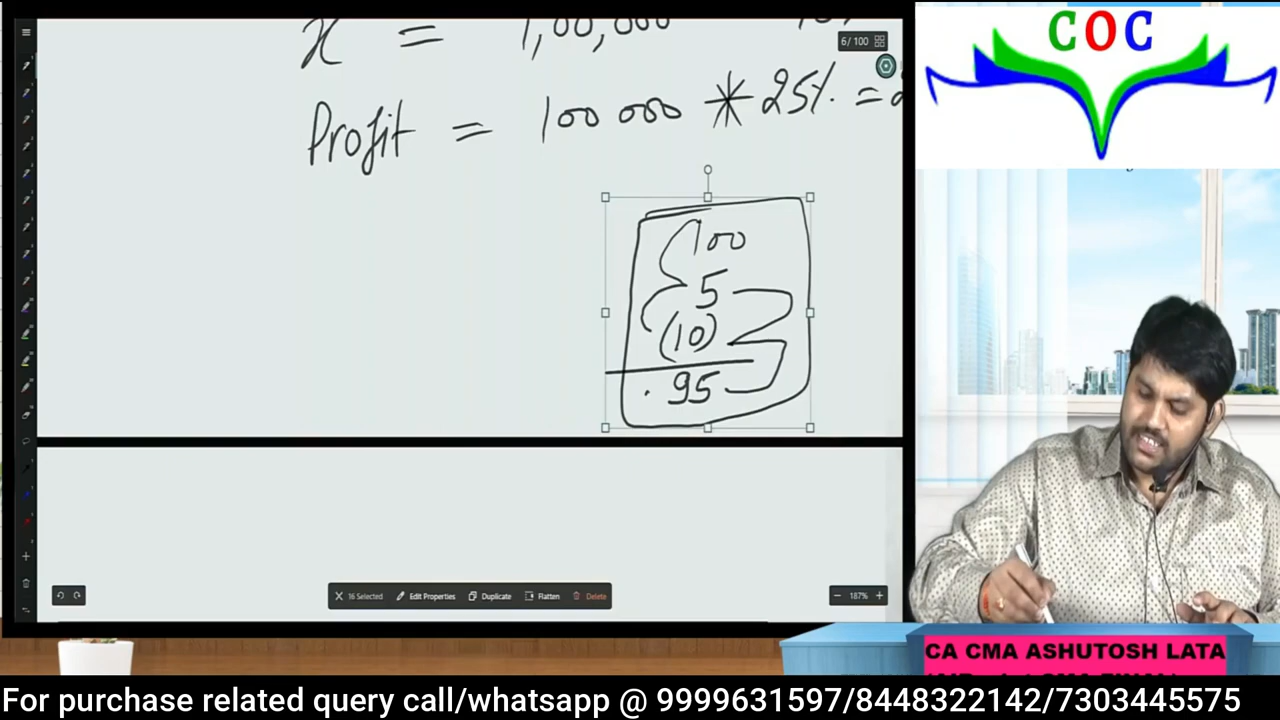 x = 1,00,000
6/100
Profit = 100 000 * 25% =
100
5
(10)
. 95
16 Selected Edit Properties Duplicate Flatten Delete
187%
COC
CA CMA ASHUTOSH LATA
For purchase related query call/whatsapp @ 9999631597/8448322142/7303445575